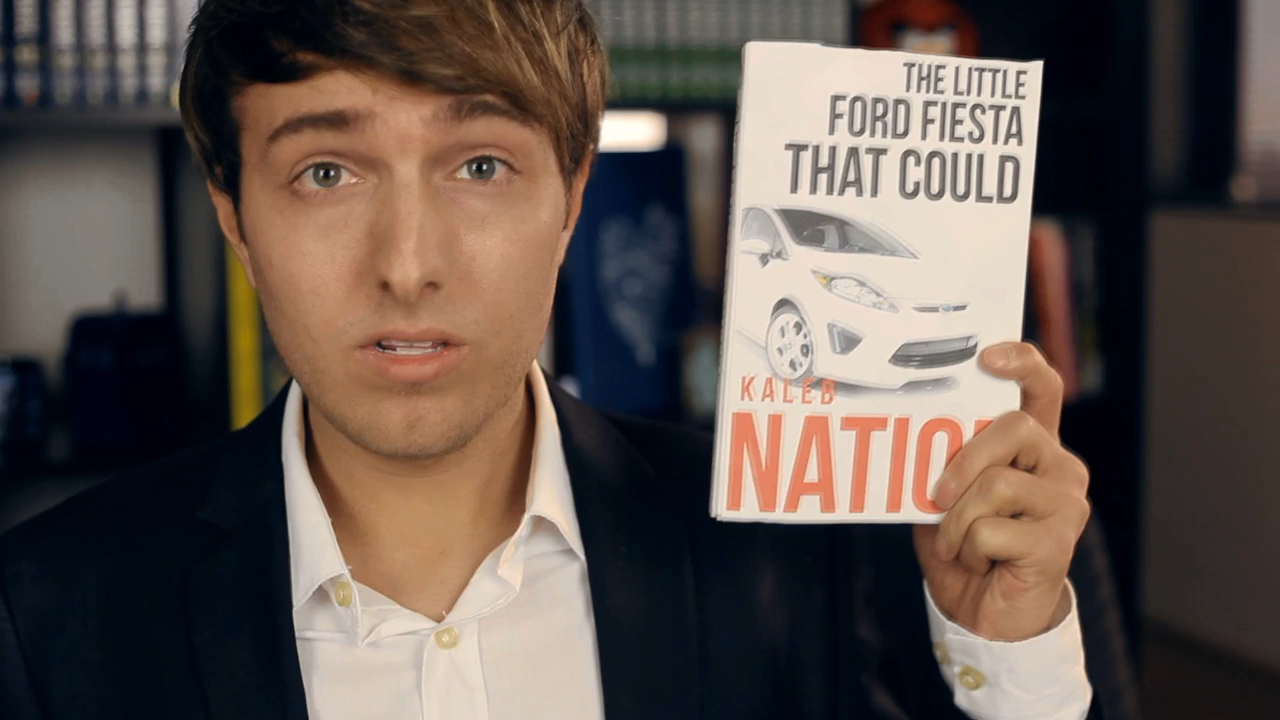 THE LITTLE
FORD FIESTA
THAT COULD
KALEB
NATIO